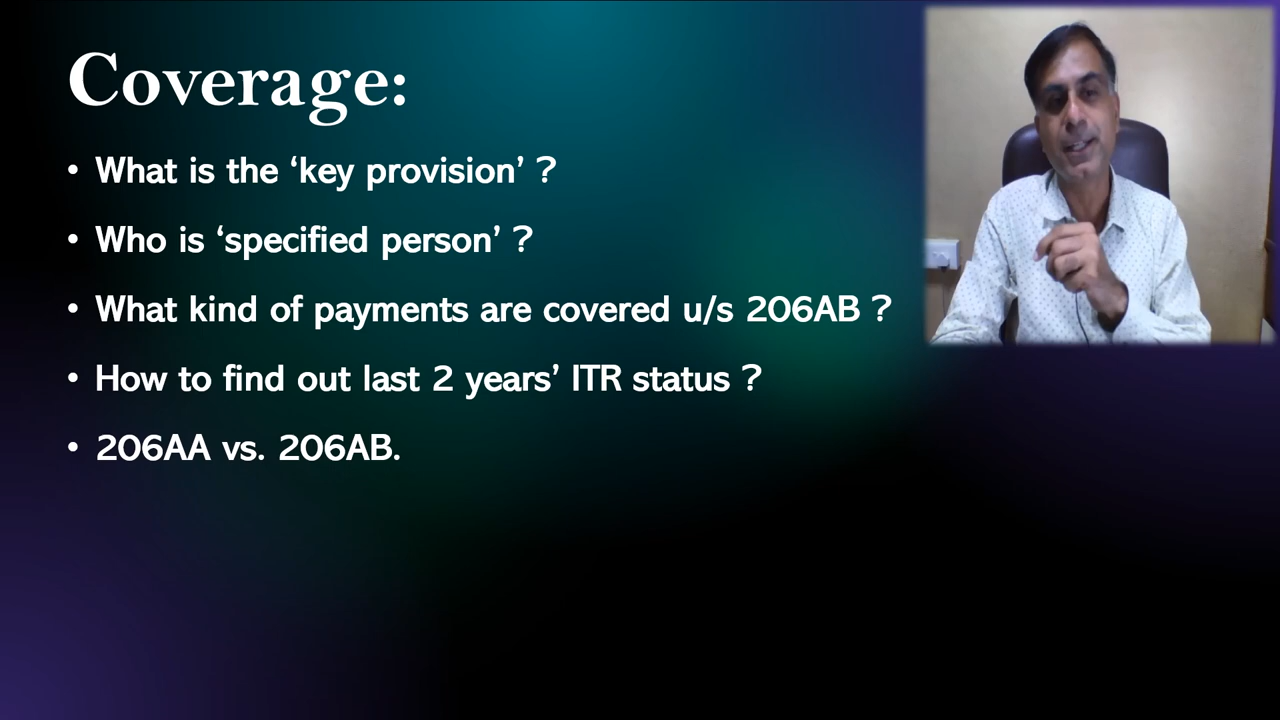 Coverage:
• What is the ‘key provision’ ?
• Who is ‘specified person’ ?
• What kind of payments are covered u/s 206AB ?
• How to find out last 2 years’ ITR status ?
• 206AA vs. 206AB.